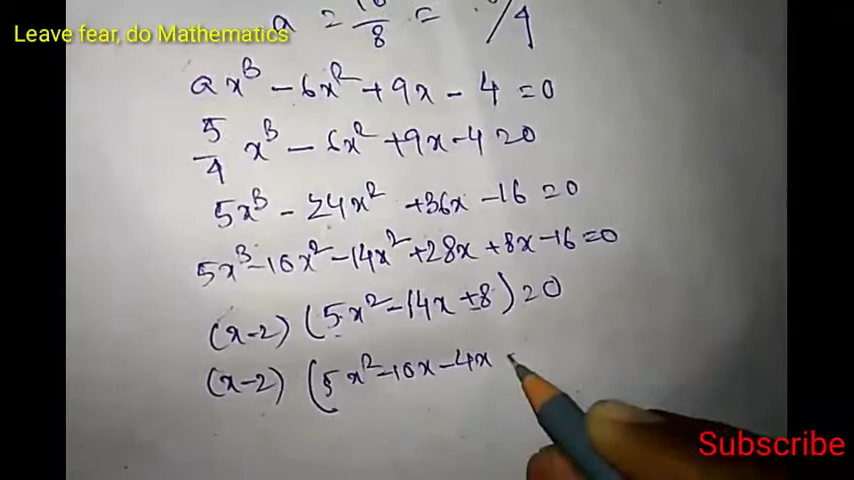 Leave fear, do Mathematics
a = 10/8 = /4
ax³ - 6x² + 9x - 4 = 0
5/4 x³ - 6x² + 9x - 4 = 0
5x³ - 24x² + 36x - 16 = 0
5x³ - 10x² - 14x² + 28x + 8x - 16 = 0
(x-2) (5x² - 14x + 8) = 0
(x-2) (5x² - 10x - 4x
Subscribe